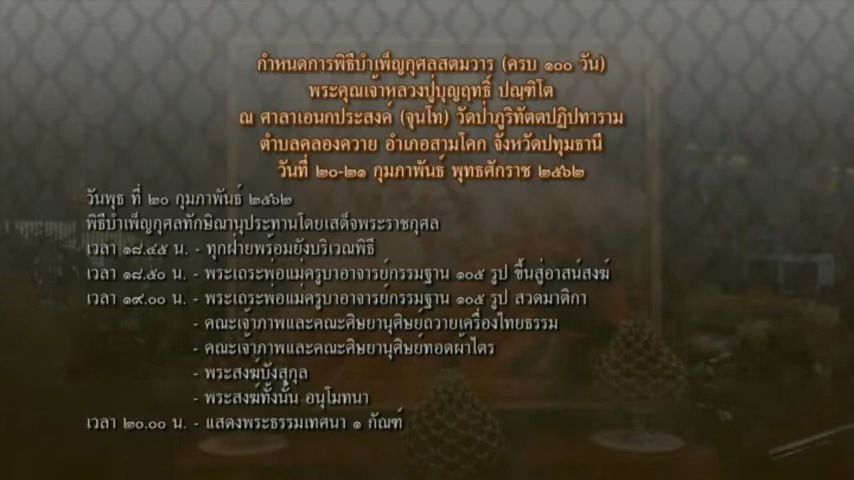 กำหนดการพิธีบำเพ็ญกุศลสตมวาร (ครบ ๑๐๐ วัน)
พระคุณเจ้าหลวงปู่บุญฤทธิ์ ปณฺฑิโต
ณ ศาลาเอนกประสงค์ (จุนโท) วัดป่าภูริทัตตปฏิปทาราม
ตำบลคลองควาย อำเภอสามโคก จังหวัดปทุมธานี
วันที่ ๒๐-๒๑ กุมภาพันธ์ พุทธศักราช ๒๕๖๒
วันพุธ ที่ ๒๐ กุมภาพันธ์ ๒๕๖๒
พิธีบำเพ็ญกุศลทักษิณานุประทานโดยเสด็จพระราชกุศล
เวลา ๑๘.๔๕ น. - ทุกฝ่ายพร้อมยังบริเวณพิธี
เวลา ๑๘.๕๐ น. - พระเถระพ่อแม่ครูบาอาจารย์กรรมฐาน ๑๐๕ รูป ขึ้นสู่อาสน์สงฆ์
เวลา ๑๙.๐๐ น. - พระเถระพ่อแม่ครูบาอาจารย์กรรมฐาน ๑๐๕ รูป สวดมาติกา
- คณะเจ้าภาพและคณะศิษยานุศิษย์ถวายเครื่องไทยธรรม
- คณะเจ้าภาพและคณะศิษยานุศิษย์ทอดผ้าไตร
- พระสงฆ์บังสุกุล
- พระสงฆ์ทั้งนั้น อนุโมทนา
เวลา ๒๐.๐๐ น. - แสดงพระธรรมเทศนา ๑ กัณฑ์